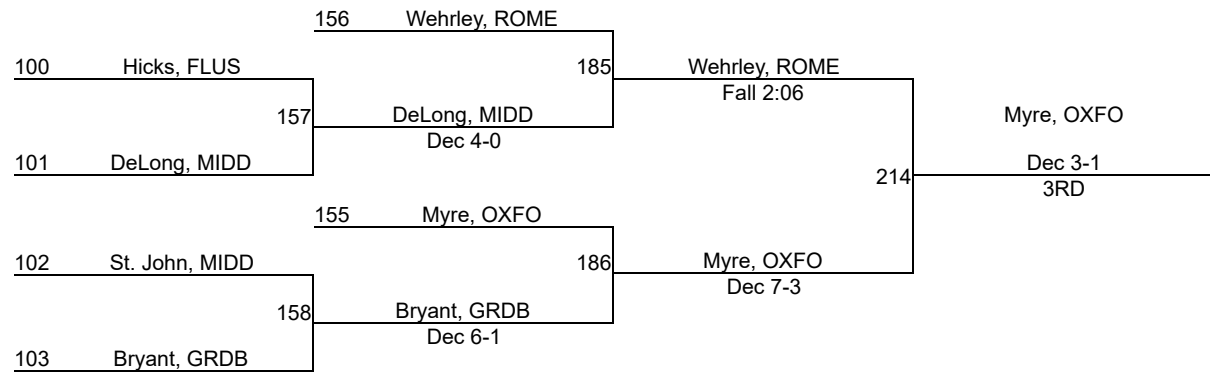 156 Wehrley, ROME
100 Hicks, FLUS
185 Wehrley, ROME
Fall 2:06
157 DeLong, MIDD
Dec 4-0
Myre, OXFO
101 DeLong, MIDD
Dec 3-1
214
3RD
155 Myre, OXFO
102 St. John, MIDD
186 Myre, OXFO
Dec 7-3
158 Bryant, GRDB
Dec 6-1
103 Bryant, GRDB